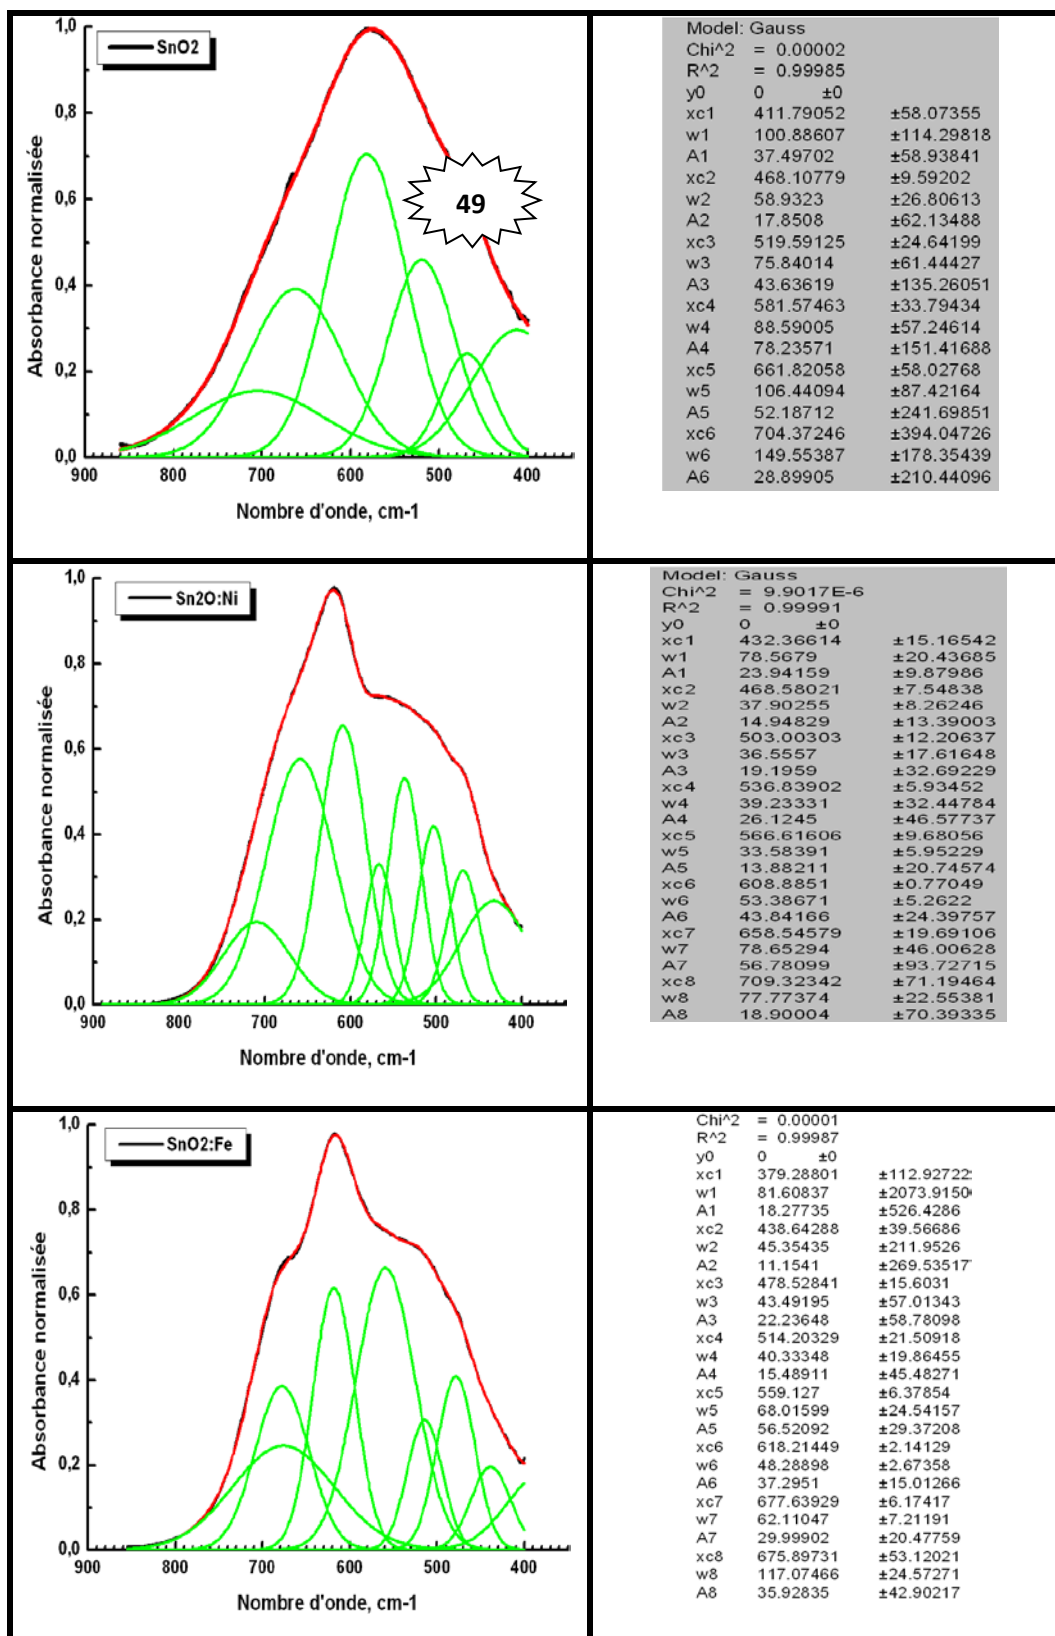 1,0
0,8
0,6
0,4
0,2
0,0
900 800 700 600 500 400
Absorbance normalisée
Nombre d'onde, cm-1
SnO2
49
Model: Gauss
Chi^2 = 0.00002
R^2 = 0.99985
y0 0 ±0
xc1 411.79052 ±58.07355
w1 100.88607 ±114.29818
A1 37.49702 ±58.93841
xc2 468.10779 ±9.59202
w2 58.9323 ±26.80613
A2 17.8508 ±62.13488
xc3 519.59125 ±24.64199
w3 75.84014 ±61.44427
A3 43.63619 ±135.26051
xc4 581.57463 ±33.79434
w4 88.59005 ±57.24614
A4 78.23571 ±151.41688
xc5 661.82058 ±58.02768
w5 106.44094 ±87.42164
A5 52.18712 ±241.69851
xc6 704.37246 ±394.04726
w6 149.55387 ±178.35439
A6 28.89905 ±210.44096
1,0
0,8
0,6
0,4
0,2
0,0
900 800 700 600 500 400
Absorbance normalisée
Nombre d'onde, cm-1
Sn2O:Ni
Model: Gauss
Chi^2 = 9.9017E-6
R^2 = 0.99991
y0 0 ±0
xc1 432.36614 ±15.16542
w1 78.5679 ±20.43685
A1 23.94159 ±9.87986
xc2 468.58021 ±7.54838
w2 37.90255 ±8.26246
A2 14.94829 ±13.39003
xc3 503.00303 ±12.20637
w3 36.5557 ±17.61648
A3 19.1959 ±32.69229
xc4 536.83902 ±5.93452
w4 39.23331 ±32.44784
A4 26.1245 ±46.57737
xc5 566.61606 ±9.68056
w5 33.58391 ±5.95229
A5 13.88211 ±20.74574
xc6 608.8851 ±0.77049
w6 53.38671 ±5.2622
A6 43.84166 ±24.39757
xc7 658.54579 ±19.69106
w7 78.65294 ±46.00628
A7 56.78099 ±93.72715
xc8 709.32342 ±71.19464
w8 77.77374 ±22.55381
A8 18.90004 ±70.39335
1,0
0,8
0,6
0,4
0,2
0,0
900 800 700 600 500 400
Absorbance normalisée
Nombre d'onde, cm-1
SnO2:Fe
Chi^2 = 0.00001
R^2 = 0.99987
y0 0 ±0
xc1 379.28801 ±112.92722
w1 81.60837 ±2073.9150
A1 18.27735 ±526.4286
xc2 438.64288 ±39.56686
w2 45.35435 ±211.9526
A2 11.1541 ±269.53517
xc3 478.52841 ±15.6031
w3 43.49195 ±57.01343
A3 22.23648 ±58.78098
xc4 514.20329 ±21.50918
w4 40.33348 ±19.86455
A4 15.48911 ±45.48271
xc5 559.127 ±6.37854
w5 68.01599 ±24.54157
A5 56.52092 ±29.37208
xc6 618.21449 ±2.14129
w6 48.28898 ±2.67358
A6 37.2951 ±15.01266
xc7 677.63929 ±6.17417
w7 62.11047 ±7.21191
A7 29.99902 ±20.47759
xc8 675.89731 ±53.12021
w8 117.07466 ±24.57271
A8 35.92835 ±42.90217